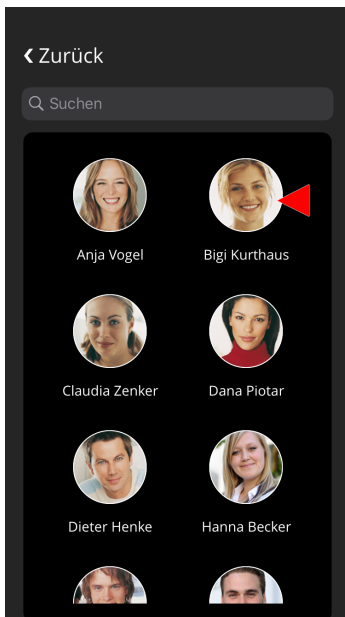 Zurück
Suchen
Anja Vogel
Bigi Kurthaus
Claudia Zenker
Dana Piotar
Dieter Henke
Hanna Becker